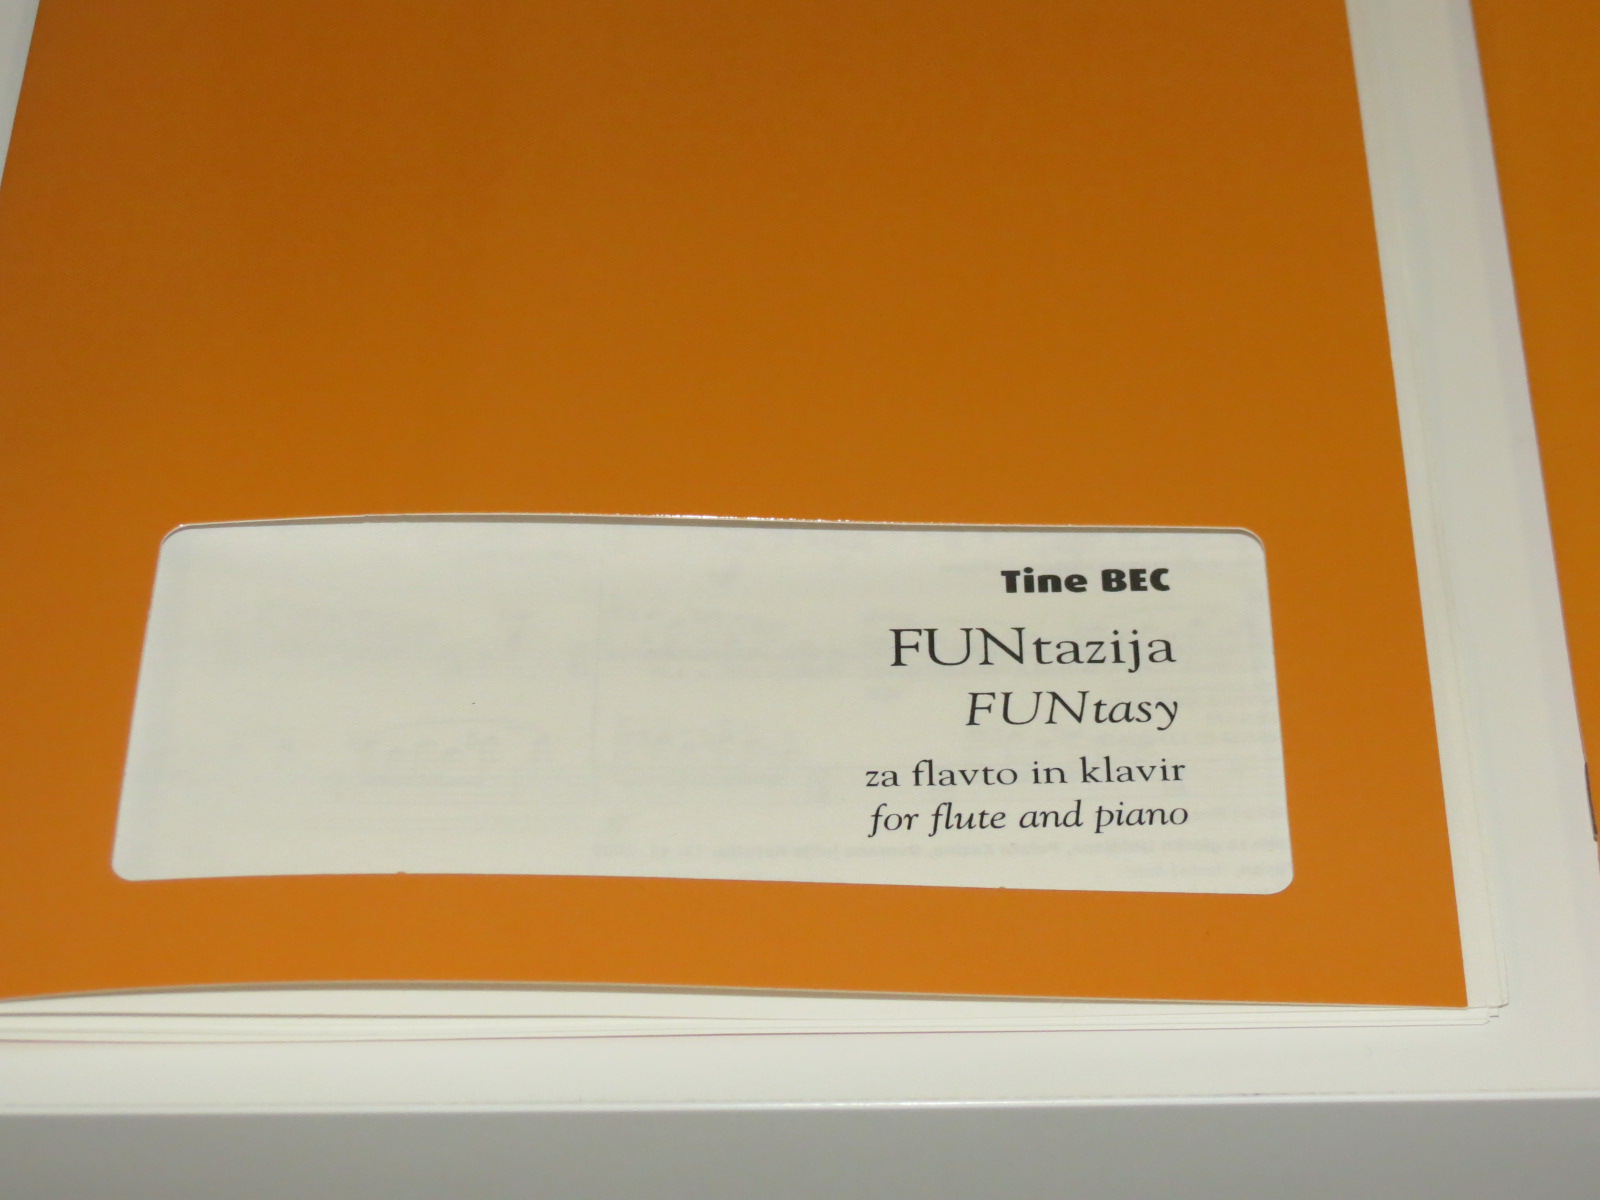 Tine BEC
FUNtazija
FUNtasy
za flavto in klavir
for flute and piano